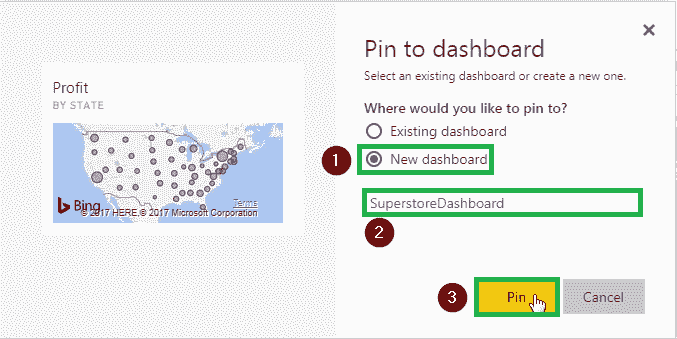 Profit
BY STATE
Bing
Terms
© 2017 HERE, © 2017 Microsoft Corporation
Pin to dashboard
Select an existing dashboard or create a new one.
Where would you like to pin to?
Existing dashboard
1
New dashboard
SuperstoreDashboard
2
3
Pin
Cancel